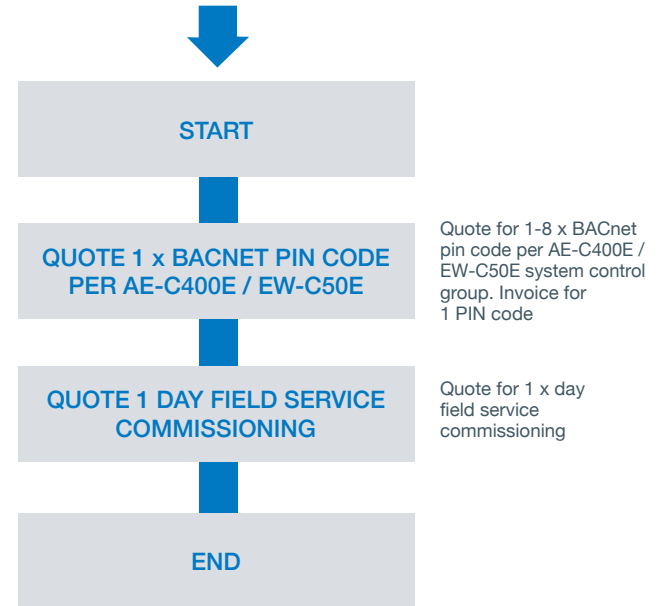 START
QUOTE 1 x BACNET PIN CODE
PER AE-C400E / EW-C50E
Quote for 1-8 x BACnet
pin code per AE-C400E /
EW-C50E system control
group. Invoice for
1 PIN code
QUOTE 1 DAY FIELD SERVICE
COMMISSIONING
Quote for 1 x day
field service
commissioning
END